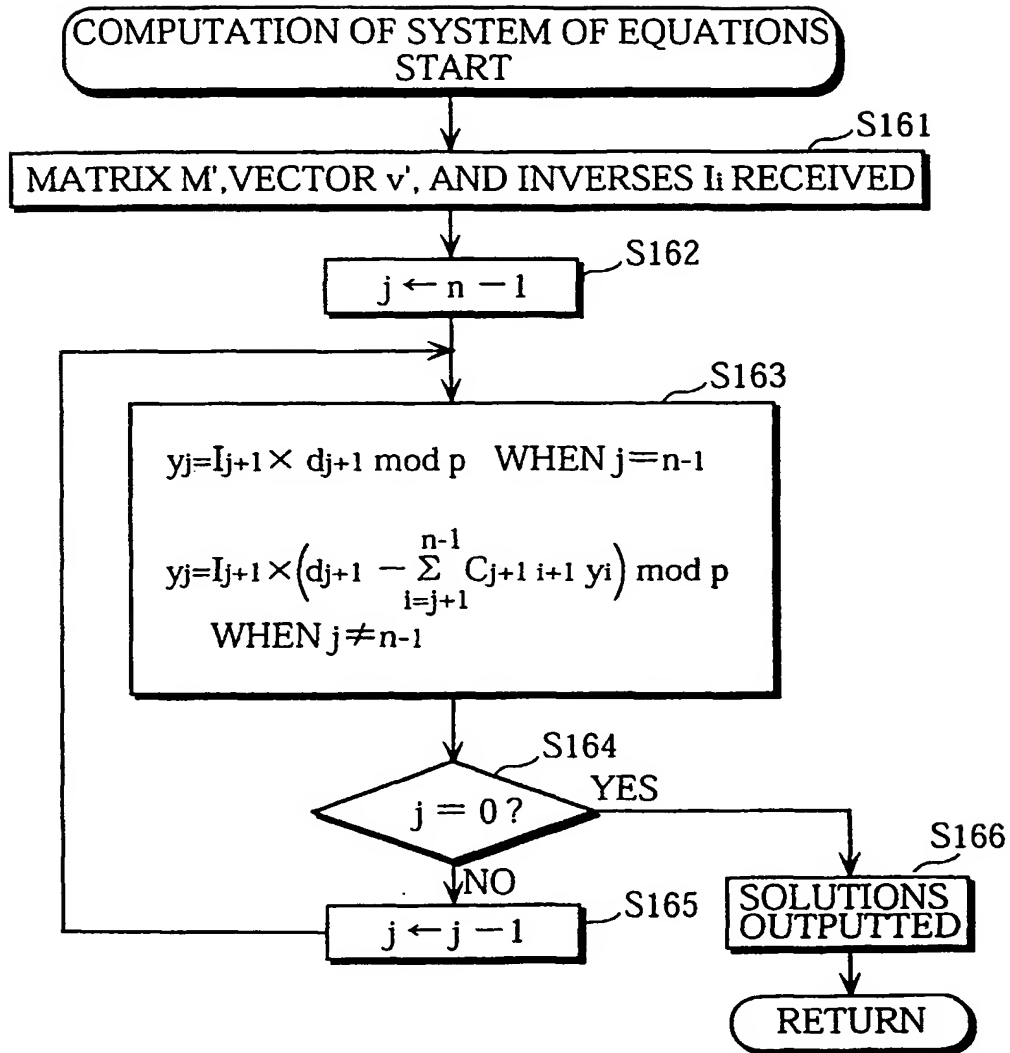 COMPUTATION OF SYSTEM OF EQUATIONS
START
S161
MATRIX M',VECTOR v', AND INVERSES Ii RECEIVED
S162
j ← n − 1
S163
yj=Ij+1 × dj+1 mod p WHEN j=n-1
yj=Ij+1 × (dj+1 − n-1 Σ i=j+1 Cj+1 i+1 yi) mod p
WHEN j≠n-1
S164
j = 0 ?
YES
NO
S165
j ← j − 1
S166
SOLUTIONS
OUTPUTTED
RETURN